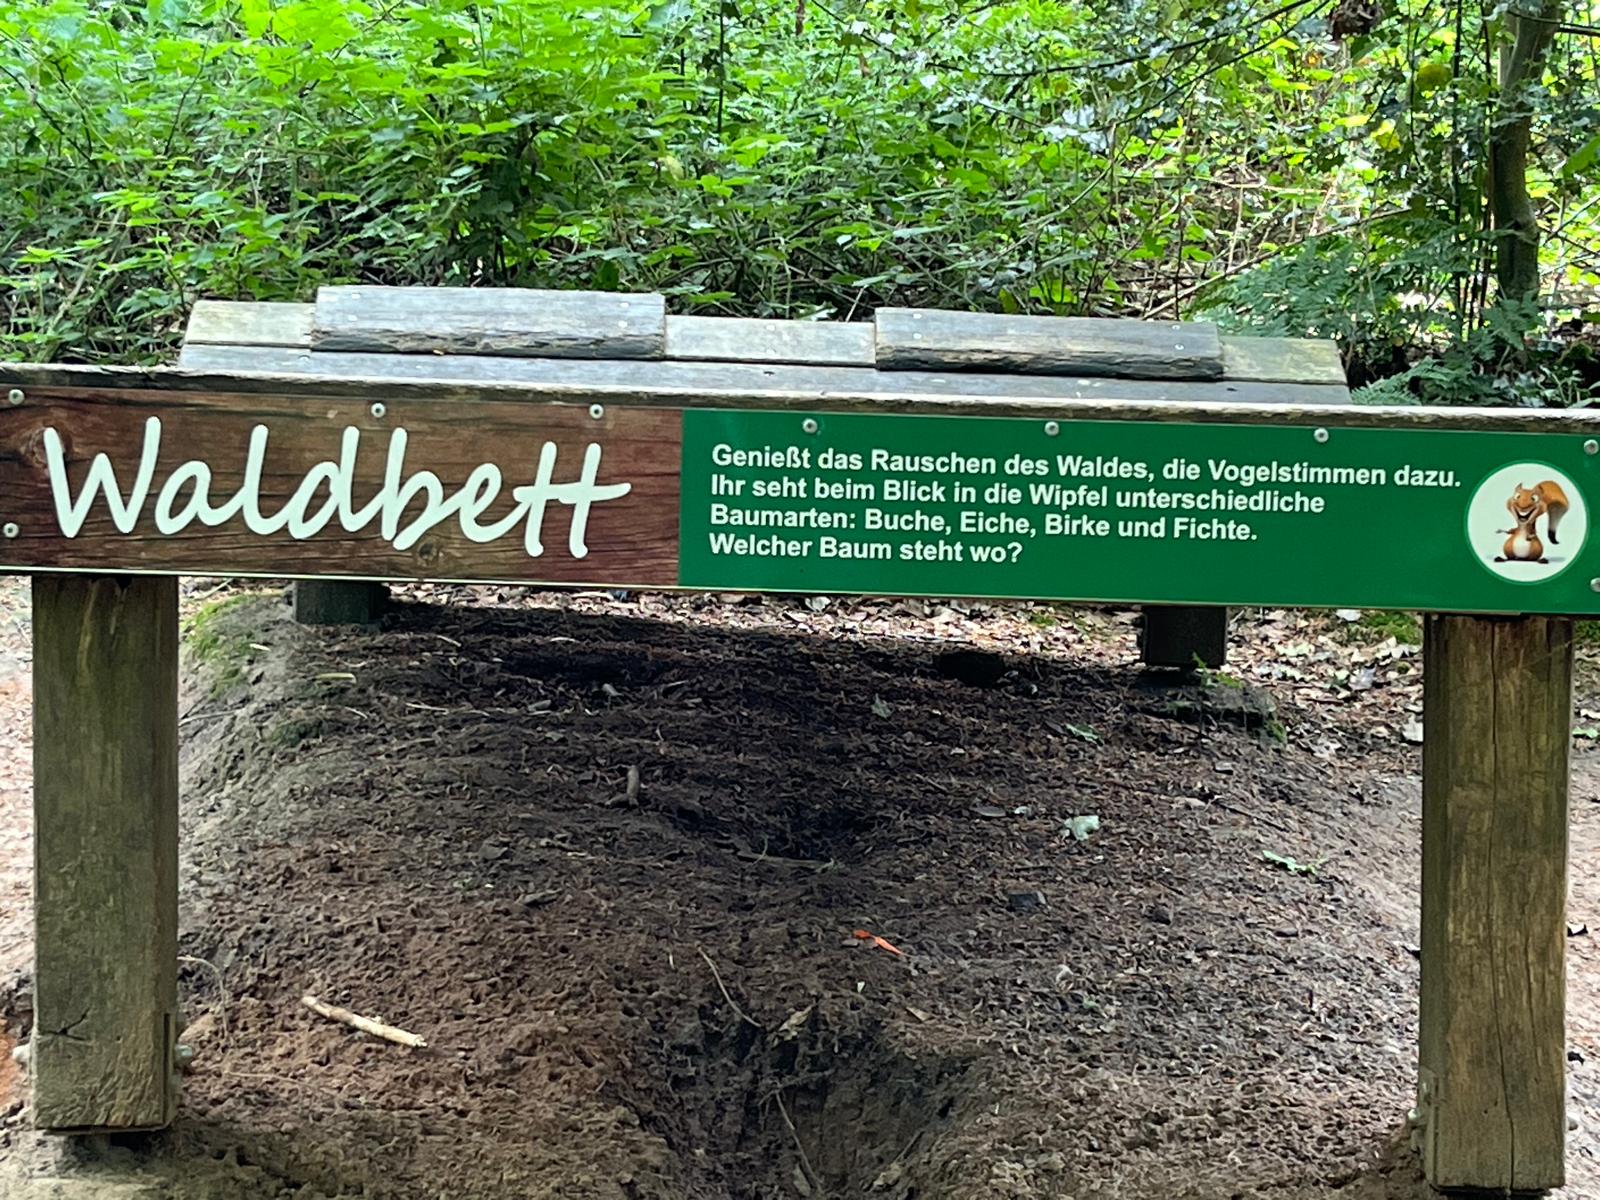 Waldbett
Genießt das Rauschen des Waldes, die Vogelstimmen dazu.
Ihr seht beim Blick in die Wipfel unterschiedliche
Baumarten: Buche, Eiche, Birke und Fichte.
Welcher Baum steht wo?